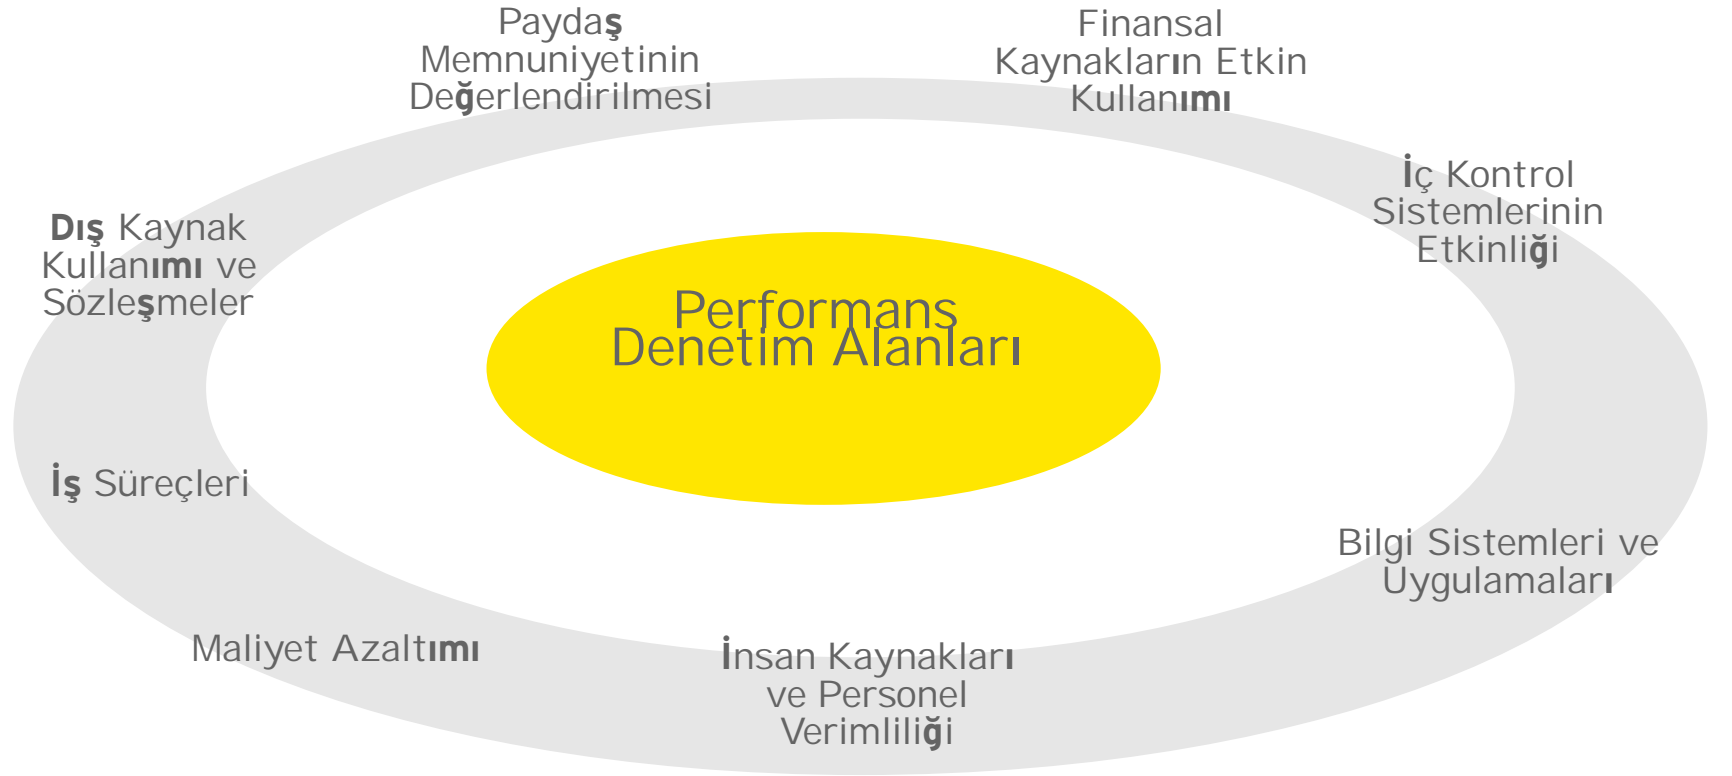 Paydaş
Memnuniyetinin
Değerlendirilmesi
Finansal
Kaynakların Etkin
Kullanımı
İç Kontrol
Sistemlerinin
Etkinliği
Dış Kaynak
Kullanımı ve
Sözleşmeler
Performans
Denetim Alanları
İş Süreçleri
Bilgi Sistemleri ve
Uygulamaları
Maliyet Azaltımı
İnsan Kaynakları
ve Personel
Verimliliği